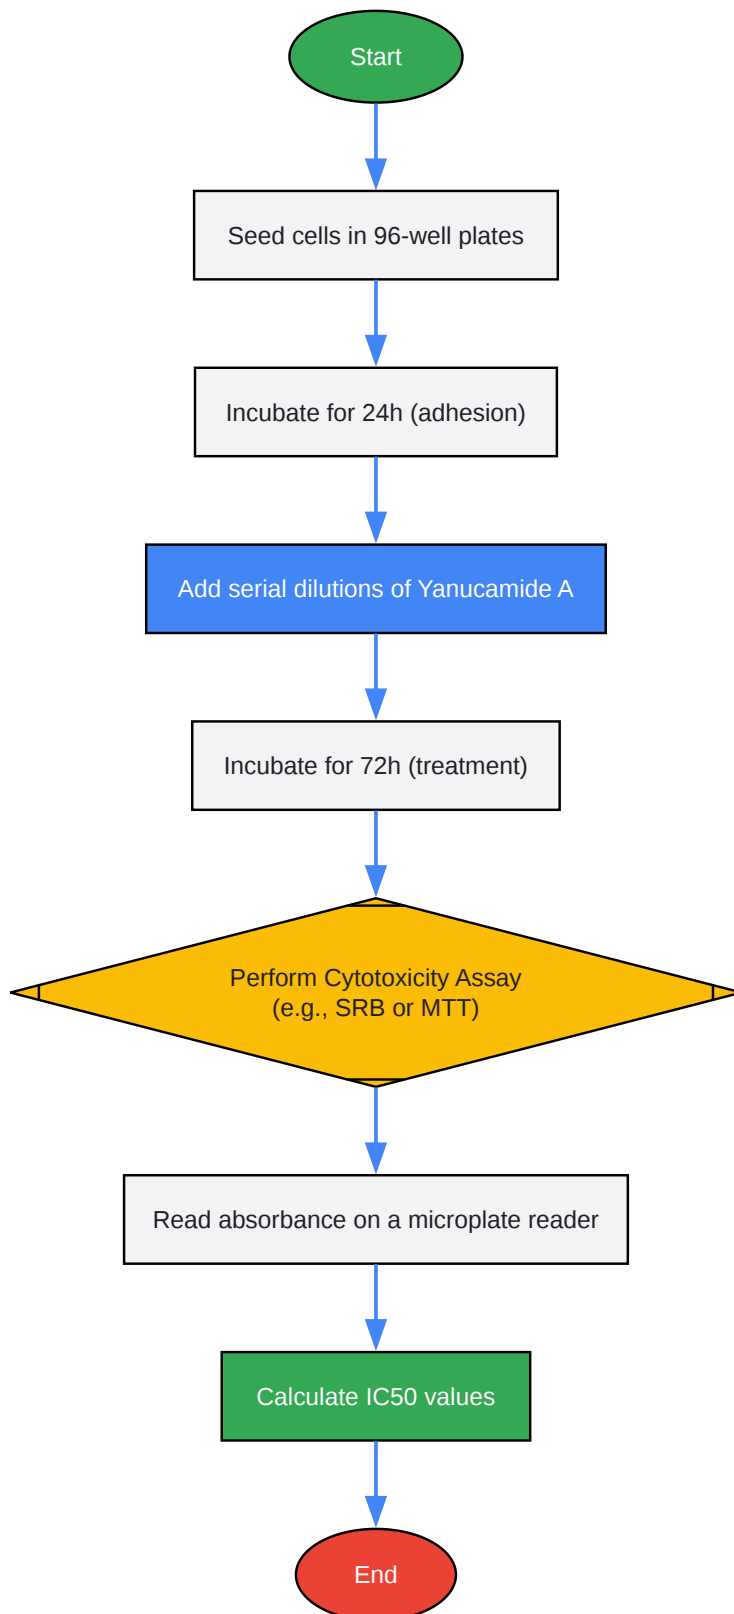 Start
Seed cells in 96-well plates
Incubate for 24h (adhesion)
Add serial dilutions of Yanucamide A
Incubate for 72h (treatment)
Perform Cytotoxicity Assay
(e.g., SRB or MTT)
Read absorbance on a microplate reader
Calculate IC50 values
End